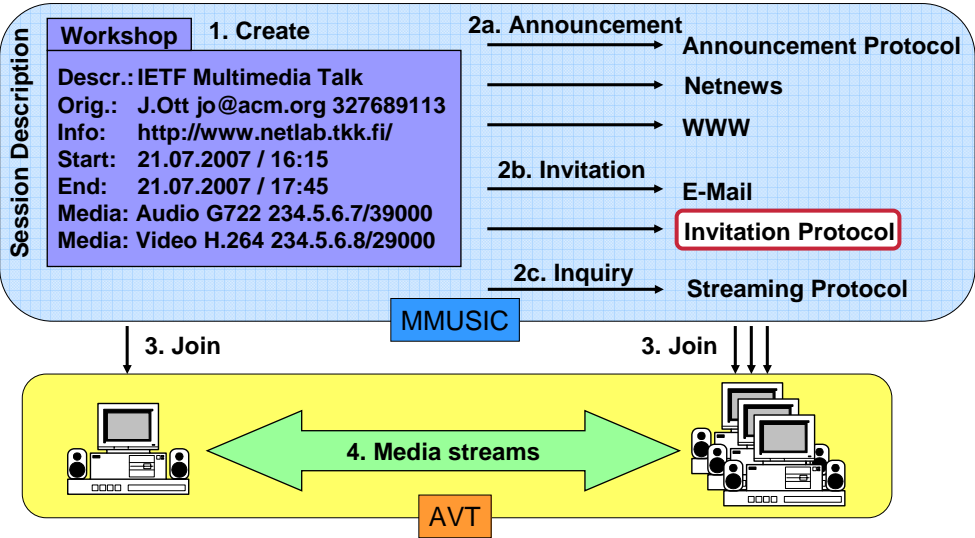 Session Description
Workshop
1. Create
Descr.: IETF Multimedia Talk
Orig.: J.Ott jo@acm.org 327689113
Info: http://www.netlab.tkk.fi/
Start: 21.07.2007 / 16:15
End: 21.07.2007 / 17:45
Media: Audio G722 234.5.6.7/39000
Media: Video H.264 234.5.6.8/29000
2a. Announcement
Announcement Protocol
Netnews
WWW
2b. Invitation
E-Mail
Invitation Protocol
2c. Inquiry
Streaming Protocol
MMUSIC
3. Join
3. Join
4. Media streams
AVT